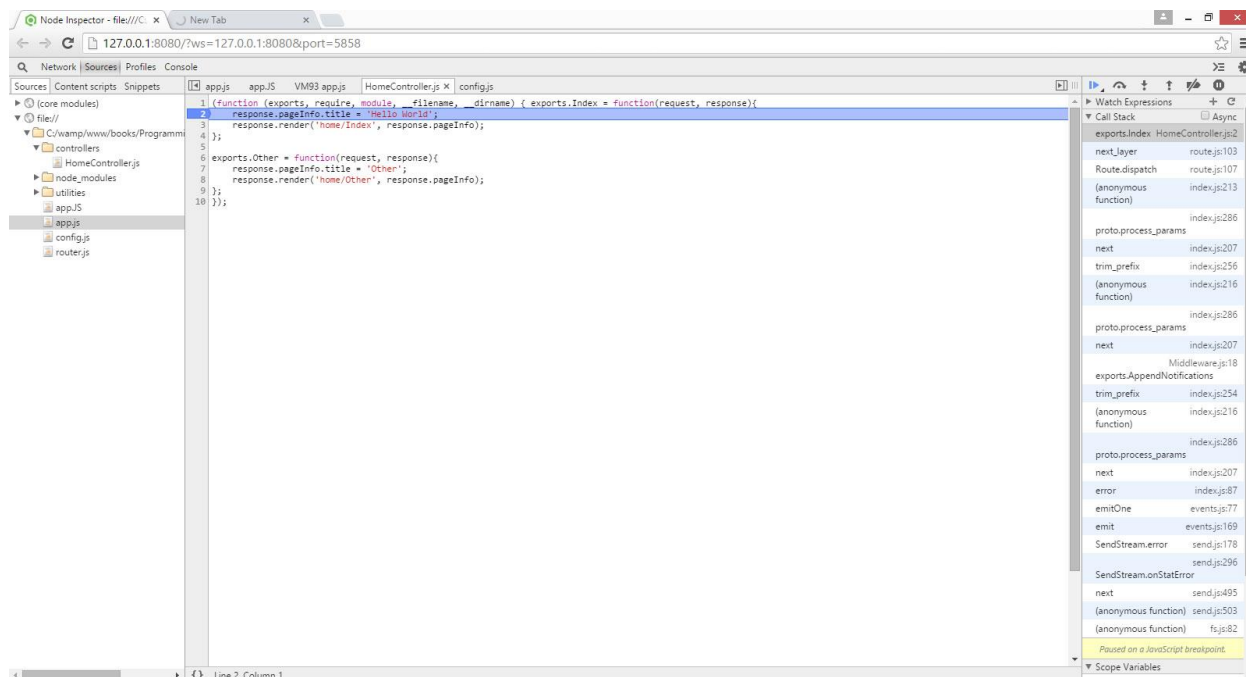 Node Inspector - file:///C:
New Tab
127.0.0.1:8080/?ws=127.0.0.1:8080&port=5858
Network Sources Profiles Console
Sources Content scripts Snippets
app.js appJS VM93 app.js HomeController.js × config.js
(core modules)
file://
C:/wamp/www/books/Programmi
controllers
HomeController.js
node_modules
utilities
appJS
app.js
config.js
router.js
1 (function (exports, require, module, __filename, __dirname) { exports.Index = function(request, response){
2 response.pageInfo.title = 'Hello World';
3 response.render('home/Index', response.pageInfo);
4 };
5
6 exports.Other = function(request, response){
7 response.pageInfo.title = 'Other';
8 response.render('home/Other', response.pageInfo);
9 };
10 });
{} Line 2, Column 1
Watch Expressions
Call Stack Async
exports.Index HomeController.js:2
next_layer route.js:103
Route.dispatch route.js:107
(anonymous index.js:213
function)
index.js:286
proto.process_params
next index.js:207
trim_prefix index.js:256
(anonymous index.js:216
function)
index.js:286
proto.process_params
next index.js:207
Middleware.js:18
exports.AppendNotifications
trim_prefix index.js:254
(anonymous index.js:216
function)
index.js:286
proto.process_params
next index.js:207
error index.js:87
emitOne events.js:77
emit events.js:169
SendStream.error send.js:178
send.js:296
SendStream.onStatError
next send.js:495
(anonymous function) send.js:503
(anonymous function) fs.js:82
Paused on a JavaScript breakpoint.
Scope Variables